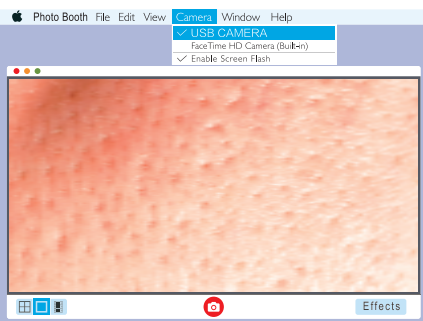 Photo Booth File Edit View Camera Window Help
USB CAMERA
FaceTime HD Camera (Built-in)
Enable Screen Flash
Effects